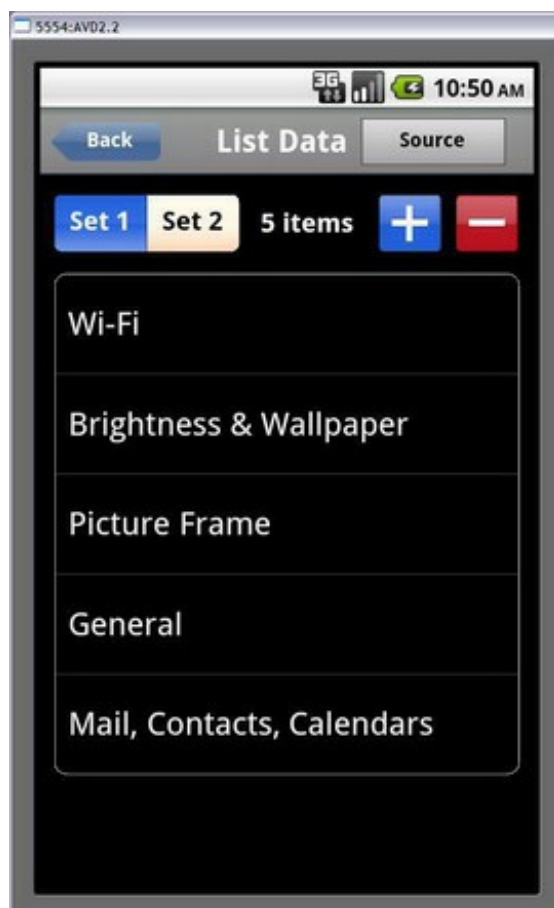 5554:AVD2.2
3G 10:50 AM
Back List Data Source
Set 1 Set 2 5 items + −
Wi-Fi
Brightness & Wallpaper
Picture Frame
General
Mail, Contacts, Calendars